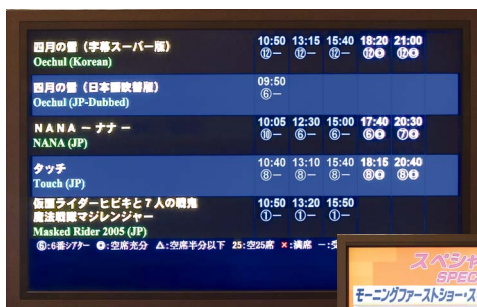 四月の雪（字幕スーパー版） 10:50 13:15 15:40 18:20 21:00
Oechul (Korean) ⑫− ⑫− ⑫− ⑫◎ ⑫◎
四月の雪（日本語吹替版） 09:50
Oechul (JP-Dubbed) ⑥−
NANA − ナナ − 10:05 12:30 15:00 17:40 20:30
NANA (JP) ⑩− ⑥− ⑥− ⑥◎ ⑦◎
タッチ 10:40 13:10 15:40 18:15 20:40
Touch (JP) ⑧− ⑧− ⑧− ⑧◎ ⑧◎
仮面ライダーヒビキと７人の戦鬼 10:50 13:20 15:50
魔法戦隊マジレンジャー ①− ①− ①−
Masked Rider 2005 (JP)
⑥:6番シアター ◎:空席充分 △:空席半分以下 25:空25席 ×:満席 −:
スペシャ
SPEC
モーニングファーストショー・ス